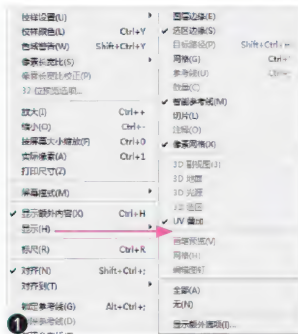 校样设置(U)
校样颜色(L) Ctrl+Y
色域警告(W) Shift+Ctrl+Y
像素长宽比(S)
像素长宽比校正(P)
32 位预览选项...
放大(I) Ctrl++
缩小(O) Ctrl+-
按屏幕大小缩放(F) Ctrl+0
实际像素(A) Ctrl+1
打印尺寸(Z)
屏幕模式(M)
✓ 显示额外内容(X) Ctrl+H
显示(H)
标尺(R) Ctrl+R
✓ 对齐(N) Shift+Ctrl+;
对齐到(T)
锁定参考线(G) Alt+Ctrl+;
清除参考线(D)
1
图层边缘(E)
✓ 选区边缘(S)
目标路径(P) Shift+Ctrl+H
网格(G)
参考线(U)
数量(C)
✓ 智能参考线(M)
切片(L)
注释(O)
✓ 像素网格(X)
3D 副视图(3)
3D 地面
3D 光源
3D 选区
✓ UV 叠加
画笔预览(V)
网格(H)
编辑图钉
全部(A)
无(N)
显示额外选项(I)...